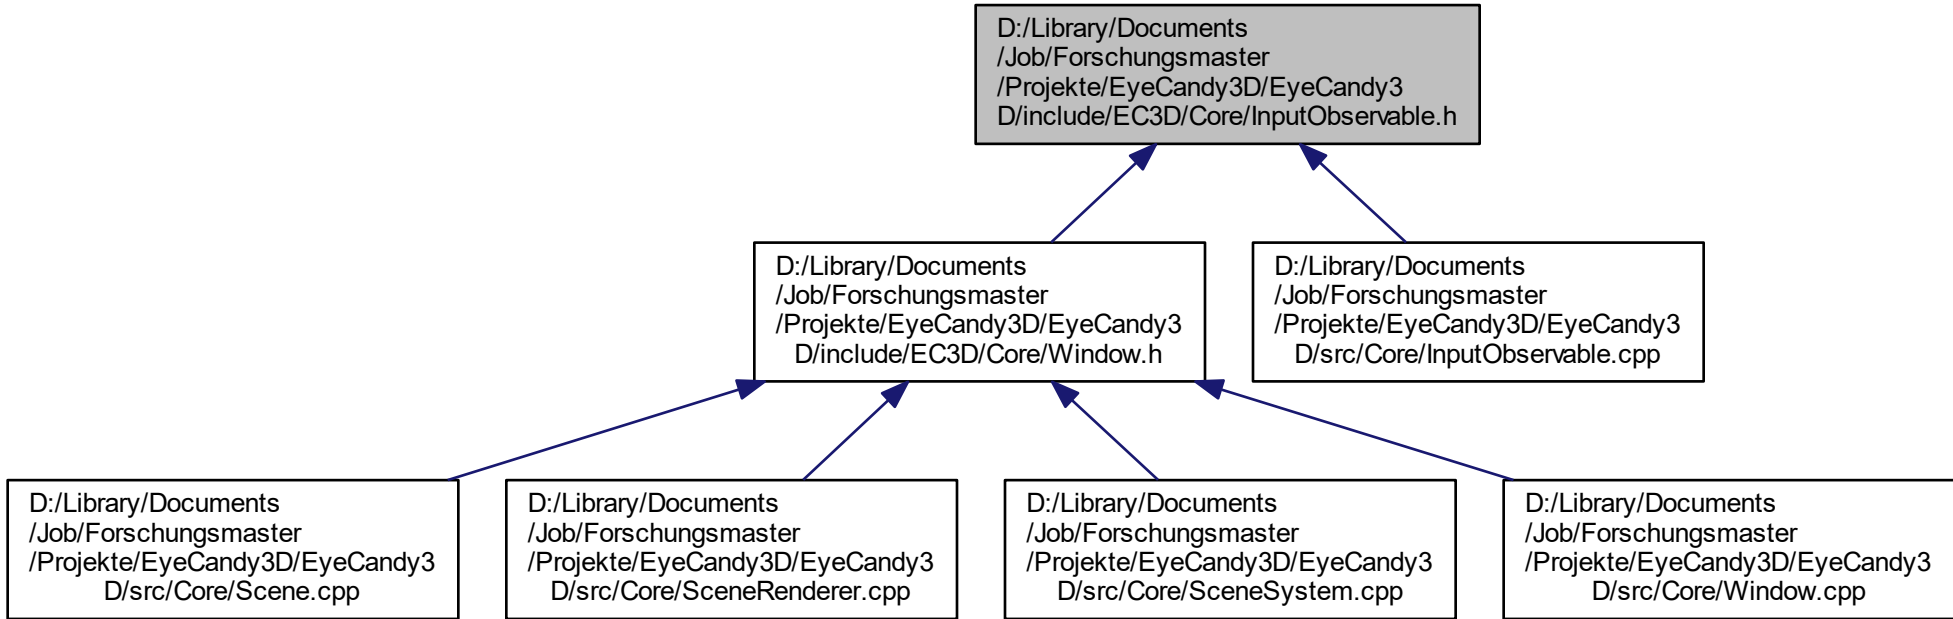 D:/Library/Documents
/Job/Forschungsmaster
/Projekte/EyeCandy3D/EyeCandy3
D/include/EC3D/Core/InputObservable.h
D:/Library/Documents
/Job/Forschungsmaster
/Projekte/EyeCandy3D/EyeCandy3
D/include/EC3D/Core/Window.h
D:/Library/Documents
/Job/Forschungsmaster
/Projekte/EyeCandy3D/EyeCandy3
D/src/Core/InputObservable.cpp
D:/Library/Documents
/Job/Forschungsmaster
/Projekte/EyeCandy3D/EyeCandy3
D/src/Core/Scene.cpp
D:/Library/Documents
/Job/Forschungsmaster
/Projekte/EyeCandy3D/EyeCandy3
D/src/Core/SceneRenderer.cpp
D:/Library/Documents
/Job/Forschungsmaster
/Projekte/EyeCandy3D/EyeCandy3
D/src/Core/SceneSystem.cpp
D:/Library/Documents
/Job/Forschungsmaster
/Projekte/EyeCandy3D/EyeCandy3
D/src/Core/Window.cpp